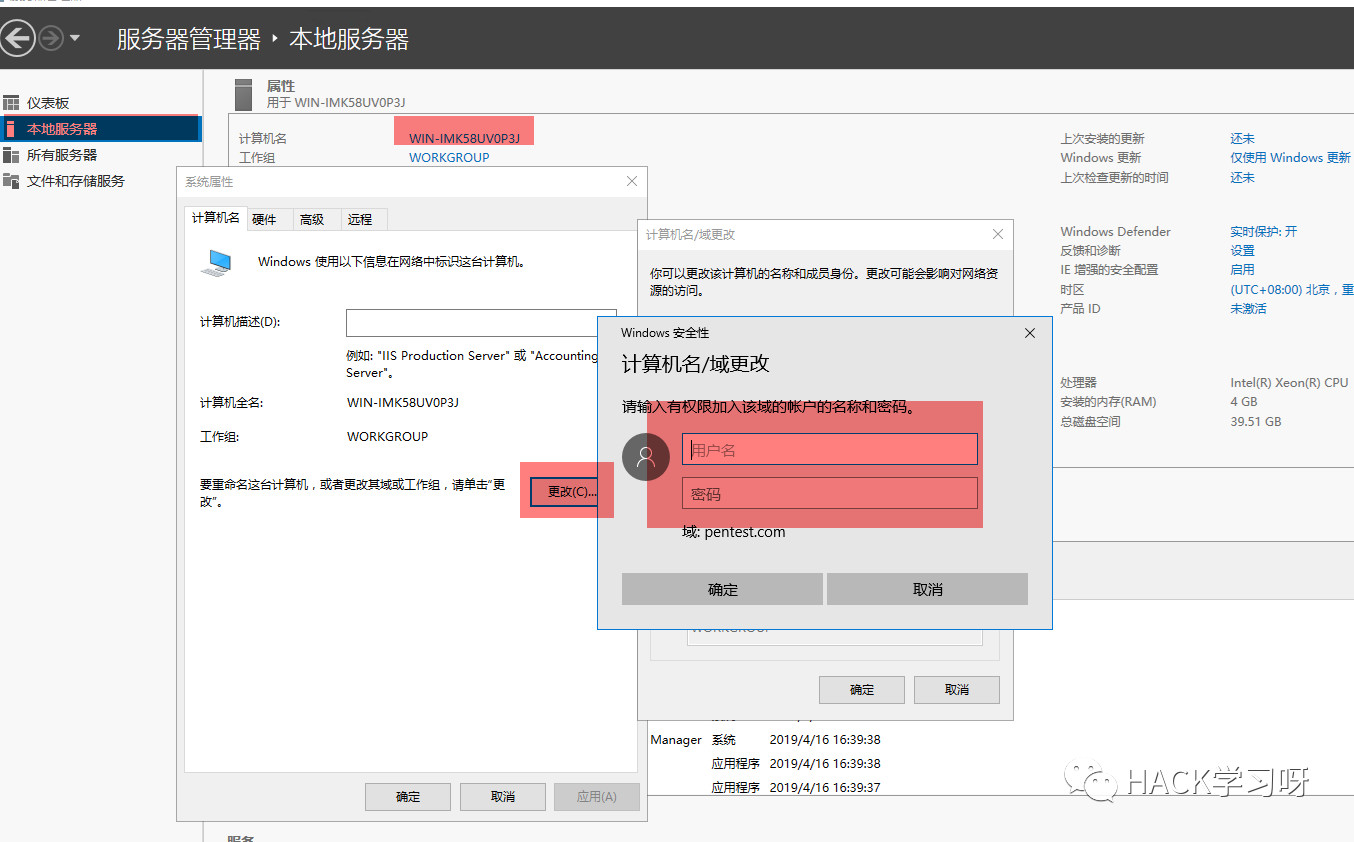 服务器管理器 ‣ 本地服务器
仪表板
本地服务器
所有服务器
文件和存储服务
属性
用于 WIN-IMK58UV0P3J
计算机名
WIN-IMK58UV0P3J
工作组
WORKGROUP
上次安装的更新
还未
Windows 更新
仅使用 Windows 更新
上次检查更新的时间
还未
Windows Defender
实时保护: 开
反馈和诊断
设置
IE 增强的安全配置
启用
时区
(UTC+08:00) 北京，重
产品 ID
未激活
处理器
Intel(R) Xeon(R) CPU
安装的内存(RAM)
4 GB
总磁盘空间
39.51 GB
系统属性
计算机名
硬件
高级
远程
Windows 使用以下信息在网络中标识这台计算机。
计算机描述(D):
例如: "IIS Production Server" 或 "Accounting
Server"。
计算机全名:
WIN-IMK58UV0P3J
工作组:
WORKGROUP
要重命名这台计算机，或者更改其域或工作组，请单击"更
改"。
更改(C)...
确定
取消
应用(A)
计算机名/域更改
你可以更改该计算机的名称和成员身份。更改可能会影响对网络资
源的访问。
Windows 安全性
计算机名/域更改
请输入有权限加入该域的帐户的名称和密码。
用户名
密码
域: pentest.com
确定
取消
WORKGROUP
确定
取消
Manager 系统 2019/4/16 16:39:38
应用程序 2019/4/16 16:39:38
应用程序 2019/4/16 16:39:37
HACK学习呀
服务